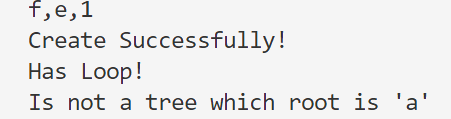 f,e,1
Create Successfully!
Has Loop!
Is not a tree which root is 'a'